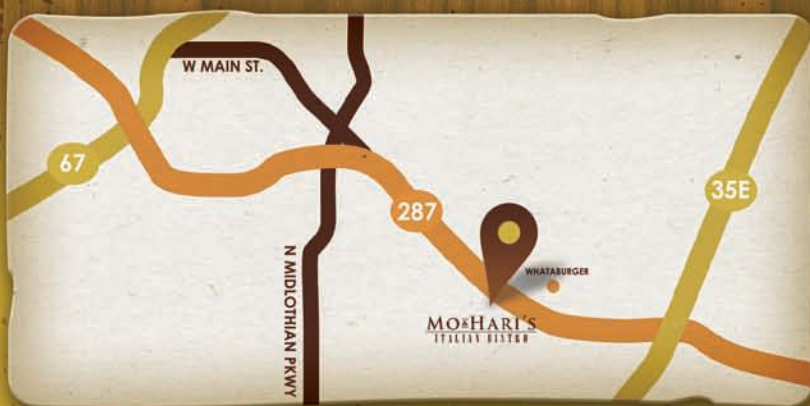 W MAIN ST.
67
35E
287
N MIDLOTHIAN PKWY
WHATABURGER
MO & HARI'S
ITALIAN BISTRO